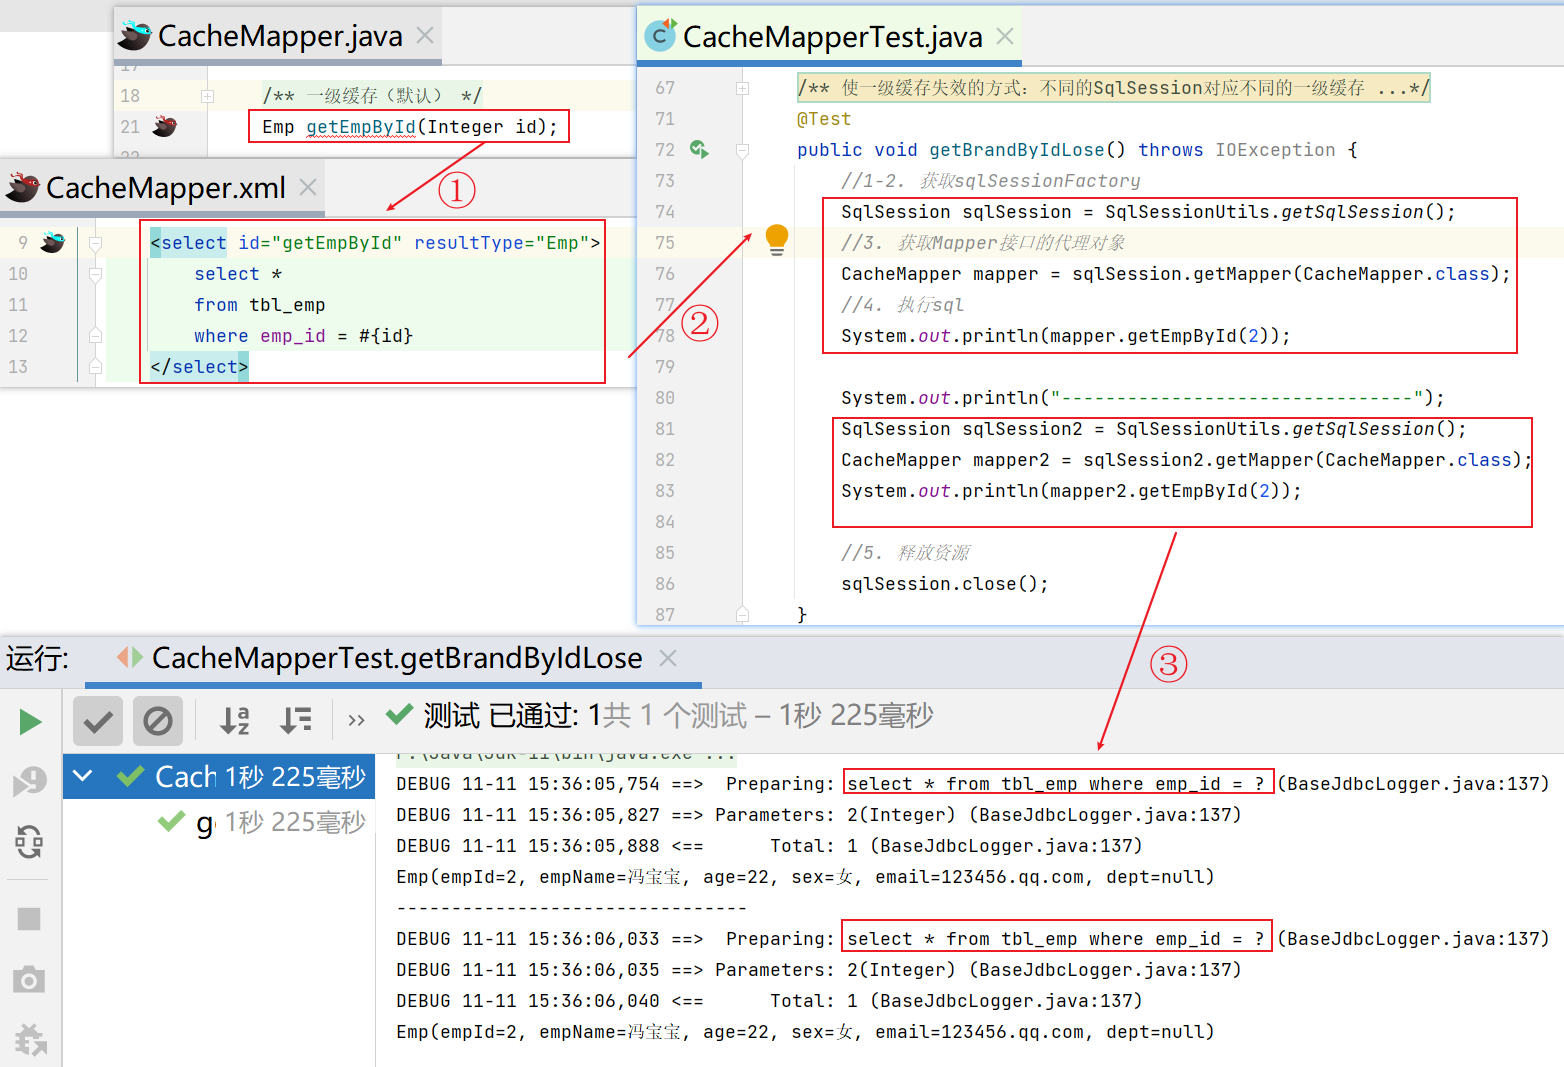 CacheMapper.java
17
18 /** 一级缓存（默认） */
21 Emp getEmpById(Integer id);
22
①
CacheMapper.xml
9 <select id="getEmpById" resultType="Emp">
10 select *
11 from tbl_emp
12 where emp_id = #{id}
13 </select>
②
CacheMapperTest.java
67 /** 使一级缓存失效的方式: 不同的SqlSession对应不同的一级缓存 ...*/
71 @Test
72 public void getBrandByIdLose() throws IOException {
73 //1-2. 获取sqlSessionFactory
74 SqlSession sqlSession = SqlSessionUtils.getSqlSession();
75 //3. 获取Mapper接口的代理对象
76 CacheMapper mapper = sqlSession.getMapper(CacheMapper.class);
77 //4. 执行sql
78 System.out.println(mapper.getEmpById(2));
79
80 System.out.println("--------------------------------");
81 SqlSession sqlSession2 = SqlSessionUtils.getSqlSession();
82 CacheMapper mapper2 = sqlSession2.getMapper(CacheMapper.class);
83 System.out.println(mapper2.getEmpById(2));
84
85 //5. 释放资源
86 sqlSession.close();
87 }
③
运行: CacheMapperTest.getBrandByIdLose
测试 已通过: 1共 1 个测试 – 1秒 225毫秒
Cach 1秒 225毫秒
g 1秒 225毫秒
F:\Java\Jdk-11\bin\java.exe ...
DEBUG 11-11 15:36:05,754 ==>  Preparing: select * from tbl_emp where emp_id = ? (BaseJdbcLogger.java:137)
DEBUG 11-11 15:36:05,827 ==> Parameters: 2(Integer) (BaseJdbcLogger.java:137)
DEBUG 11-11 15:36:05,888 <==      Total: 1 (BaseJdbcLogger.java:137)
Emp(empId=2, empName=冯宝宝, age=22, sex=女, email=123456.qq.com, dept=null)
--------------------------------
DEBUG 11-11 15:36:06,033 ==>  Preparing: select * from tbl_emp where emp_id = ? (BaseJdbcLogger.java:137)
DEBUG 11-11 15:36:06,035 ==> Parameters: 2(Integer) (BaseJdbcLogger.java:137)
DEBUG 11-11 15:36:06,040 <==      Total: 1 (BaseJdbcLogger.java:137)
Emp(empId=2, empName=冯宝宝, age=22, sex=女, email=123456.qq.com, dept=null)